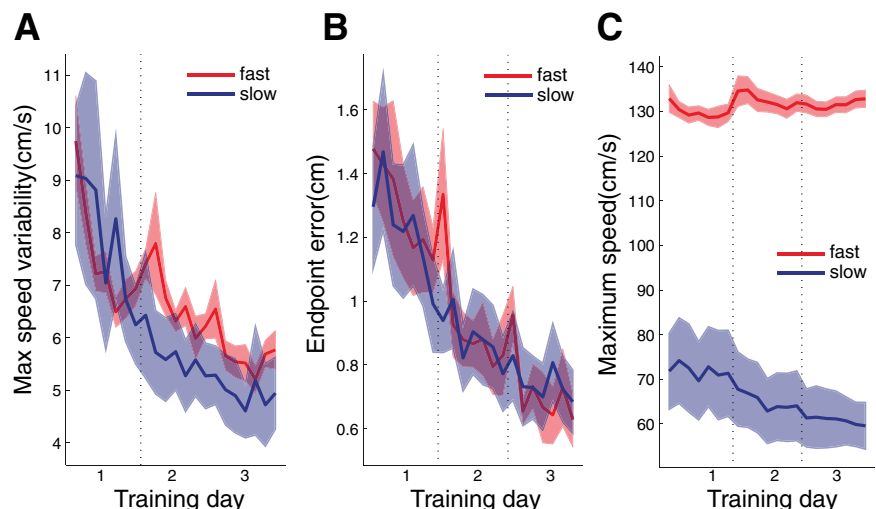 A
Max speed variability(cm/s)
11
10
9
8
7
6
5
4
fast
slow
1 2 3
Training day
B
Endpoint error(cm)
1.6
1.4
1.2
1
0.8
0.6
fast
slow
1 2 3
Training day
C
Maximum speed(cm/s)
140
130
120
110
100
90
80
70
60
fast
slow
1 2 3
Training day